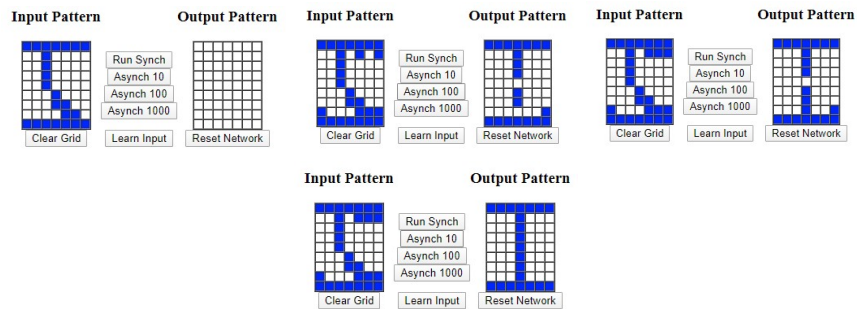 Input Pattern Output Pattern
Run Synch
Asynch 10
Asynch 100
Asynch 1000
Clear Grid Learn Input Reset Network
Input Pattern Output Pattern
Run Synch
Asynch 10
Asynch 100
Asynch 1000
Clear Grid Learn Input Reset Network
Input Pattern Output Pattern
Run Synch
Asynch 10
Asynch 100
Asynch 1000
Clear Grid Learn Input Reset Network
Input Pattern Output Pattern
Run Synch
Asynch 10
Asynch 100
Asynch 1000
Clear Grid Learn Input Reset Network